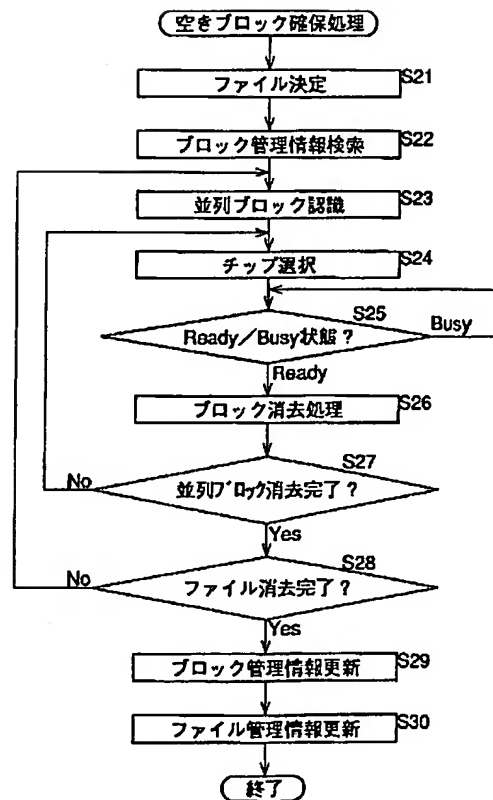 空きブロック確保処理
ファイル決定
S21
ブロック管理情報検索
S22
並列ブロック認識
S23
チップ選択
S24
S25
Ready/Busy状態?
Busy
Ready
ブロック消去処理
S26
S27
No
並列ブロック消去完了?
Yes
S28
No
ファイル消去完了?
Yes
ブロック管理情報更新
S29
ファイル管理情報更新
S30
終了